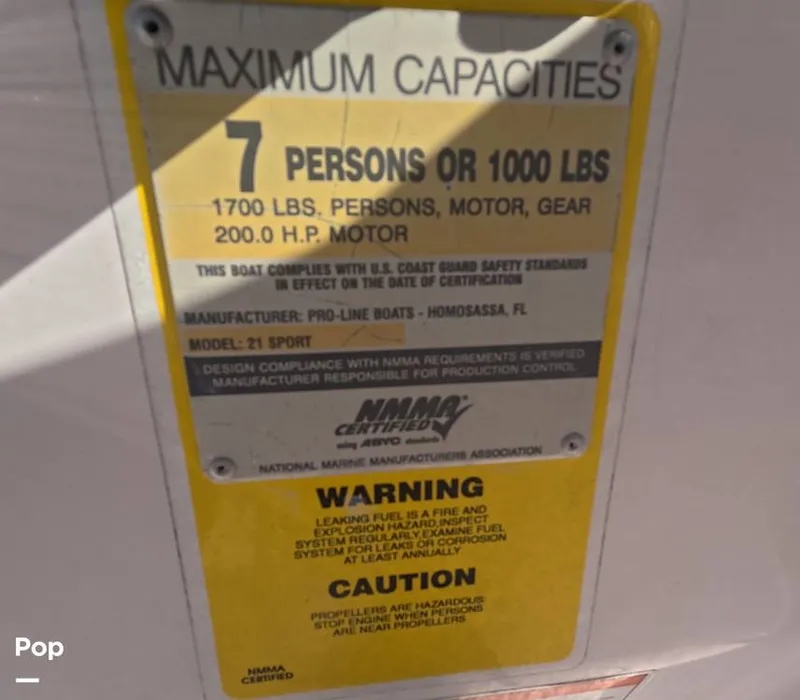 MAXIMUM CAPACITIES
7 PERSONS OR 1000 LBS
1700 LBS. PERSONS, MOTOR, GEAR
200.0 H.P. MOTOR
THIS BOAT COMPLIES WITH U.S. COAST GUARD SAFETY STANDARDS
IN EFFECT ON THE DATE OF CERTIFICATION
MANUFACTURER: PRO-LINE BOATS - HOMOSASSA, FL
MODEL: 21 SPORT
DESIGN COMPLIANCE WITH NMMA REQUIREMENTS IS VERIFIED
MANUFACTURER RESPONSIBLE FOR PRODUCTION CONTROL
NMMA
CERTIFIED
using ABYC standards
NATIONAL MARINE MANUFACTURERS ASSOCIATION
WARNING
LEAKING FUEL IS A FIRE AND
EXPLOSION HAZARD,INSPECT
SYSTEM REGULARLY,EXAMINE FUEL
SYSTEM FOR LEAKS OR CORROSION
AT LEAST ANNUALLY
CAUTION
PROPELLERS ARE HAZARDOUS
STOP ENGINE WHEN PERSONS
ARE NEAR PROPELLERS
NMMA
CERTIFIED
Pop